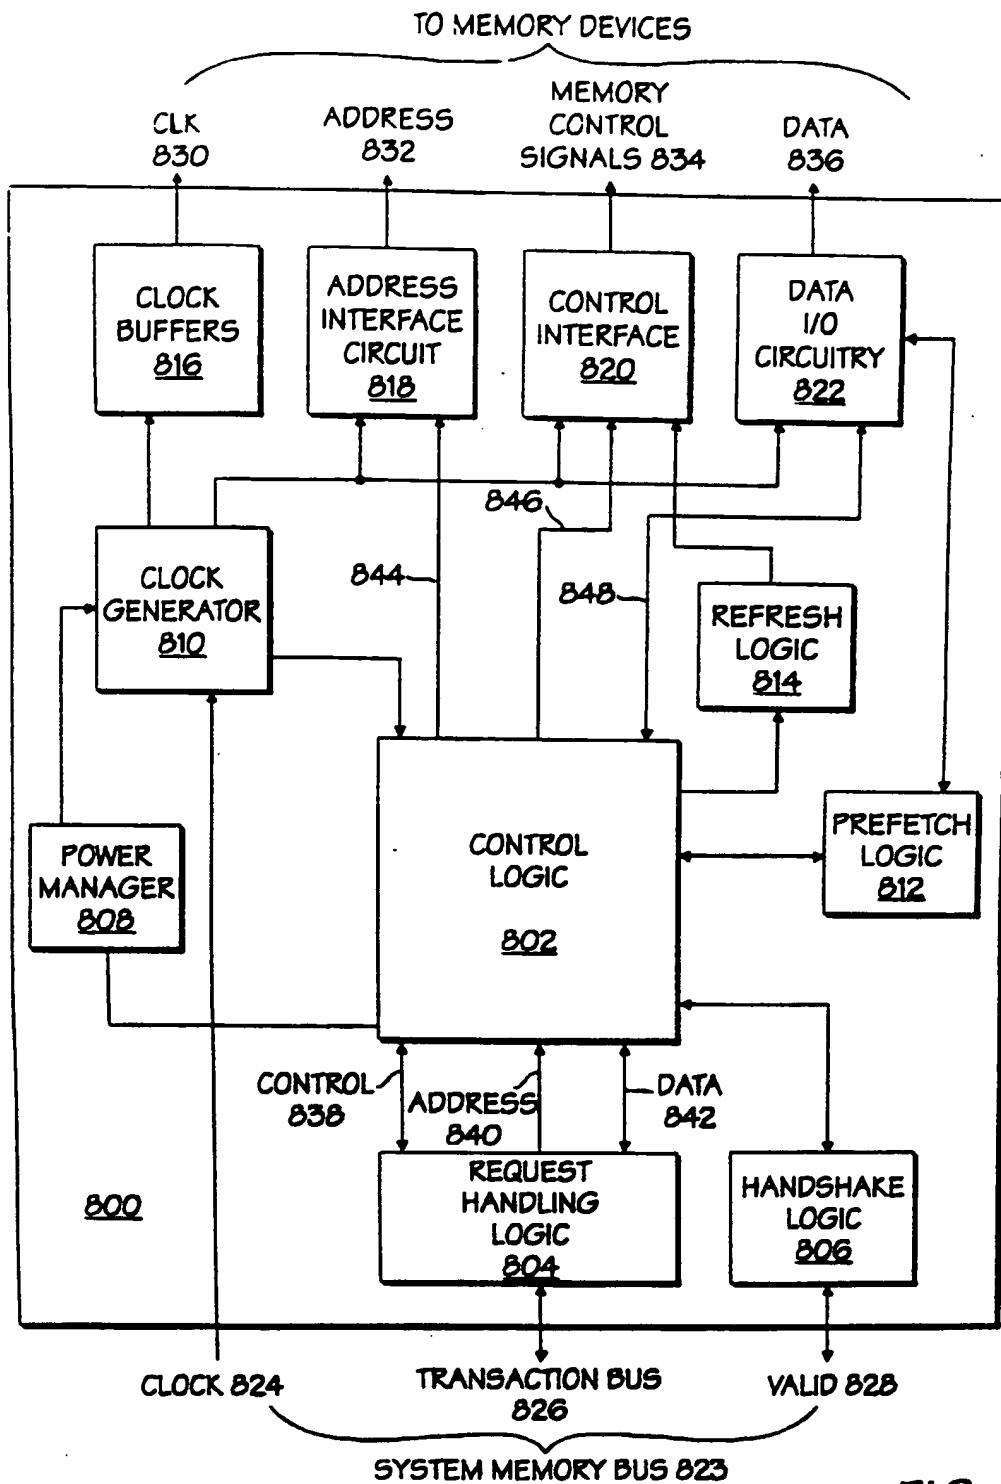 TO MEMORY DEVICES
CLK
830
ADDRESS
832
MEMORY
CONTROL
SIGNALS 834
DATA
836
CLOCK
BUFFERS
816
ADDRESS
INTERFACE
CIRCUIT
818
CONTROL
INTERFACE
820
DATA
I/O
CIRCUITRY
822
846
CLOCK
GENERATOR
810
844
848
REFRESH
LOGIC
814
POWER
MANAGER
808
CONTROL
LOGIC
802
PREFETCH
LOGIC
812
CONTROL
838
ADDRESS
840
DATA
842
800
REQUEST
HANDLING
LOGIC
804
HANDSHAKE
LOGIC
806
CLOCK 824
TRANSACTION BUS
826
VALID 828
SYSTEM MEMORY BUS 823